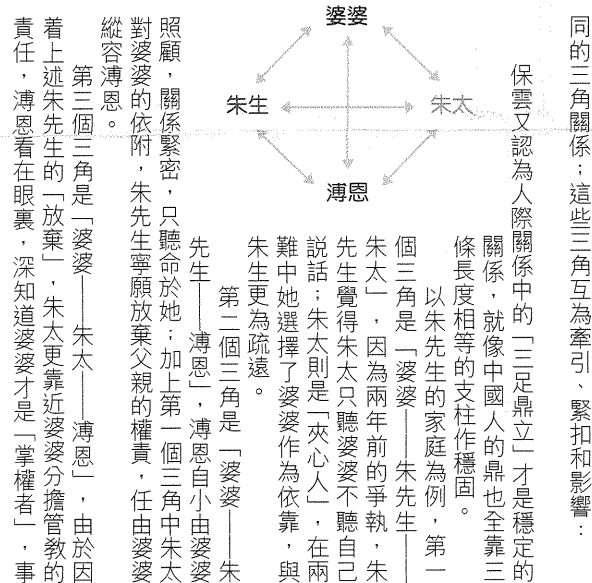 同的三角關係；這些三角互為牽引、緊扣和影響：
保雲又認為人際關係中的「三足鼎立」才是穩定的
關係，就像中國人的鼎也全靠三
條長度相等的支柱作穩固。
以朱先生的家庭為例，第一
個三角是「婆婆——朱先生——
朱太」，因為兩年前的爭執，朱
先生覺得朱太只聽婆婆不聽自己
說話；朱太則是「夾心人」，在兩
難中她選擇了婆婆作為依靠，與
朱生更為疏遠。
婆婆
朱生
朱太
溥恩
第二個三角是「婆婆——朱
先生——溥恩」，溥恩自小由婆婆
照顧，關係緊密，只聽命於她；加上第一個三角中朱太
對婆婆的依附，朱先生寧願放棄父親的權責，任由婆婆
縱容溥恩。
第三個三角是「婆婆——朱太——溥恩」，由於因
着上述朱先生的「放棄」，朱太更靠近婆婆分擔管教的
責任，溥恩看在眼裏，深知道婆婆才是「掌權者」，事